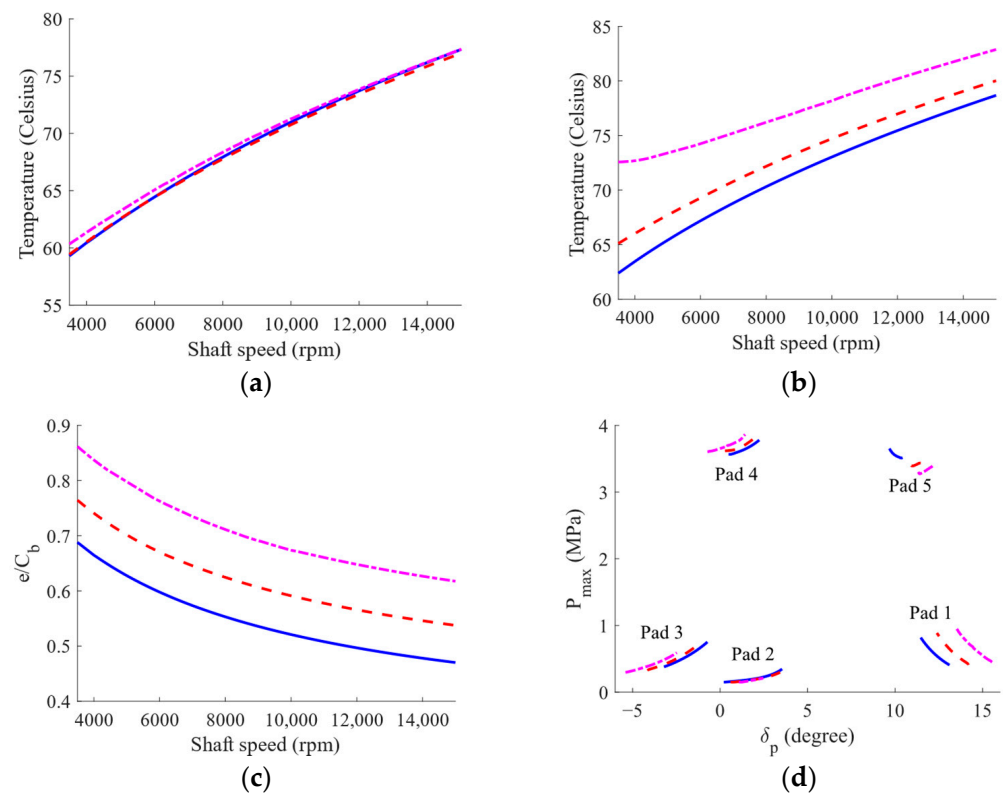 80
75
70
65
60
55
Temperature (Celsius)
4000 6000 8000 10,000 12,000 14,000
Shaft speed (rpm)
(a)
85
80
75
70
65
60
Temperature (Celsius)
4000 6000 8000 10,000 12,000 14,000
Shaft speed (rpm)
(b)
0.9
0.8
0.7
0.6
0.5
0.4
e/C_b
4000 6000 8000 10,000 12,000 14,000
Shaft speed (rpm)
(c)
4
3
2
1
0
P_max (MPa)
Pad 4
Pad 5
Pad 3
Pad 2
Pad 1
−5 0 5 10 15
δ_p (degree)
(d)